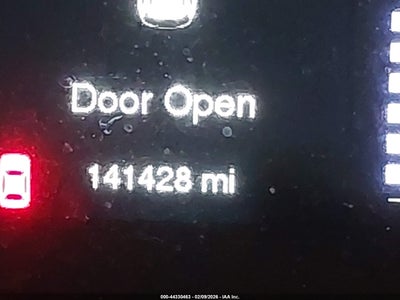 Door Open
141428 mi
000-44330463 - 02/09/2026 - IAA Inc.